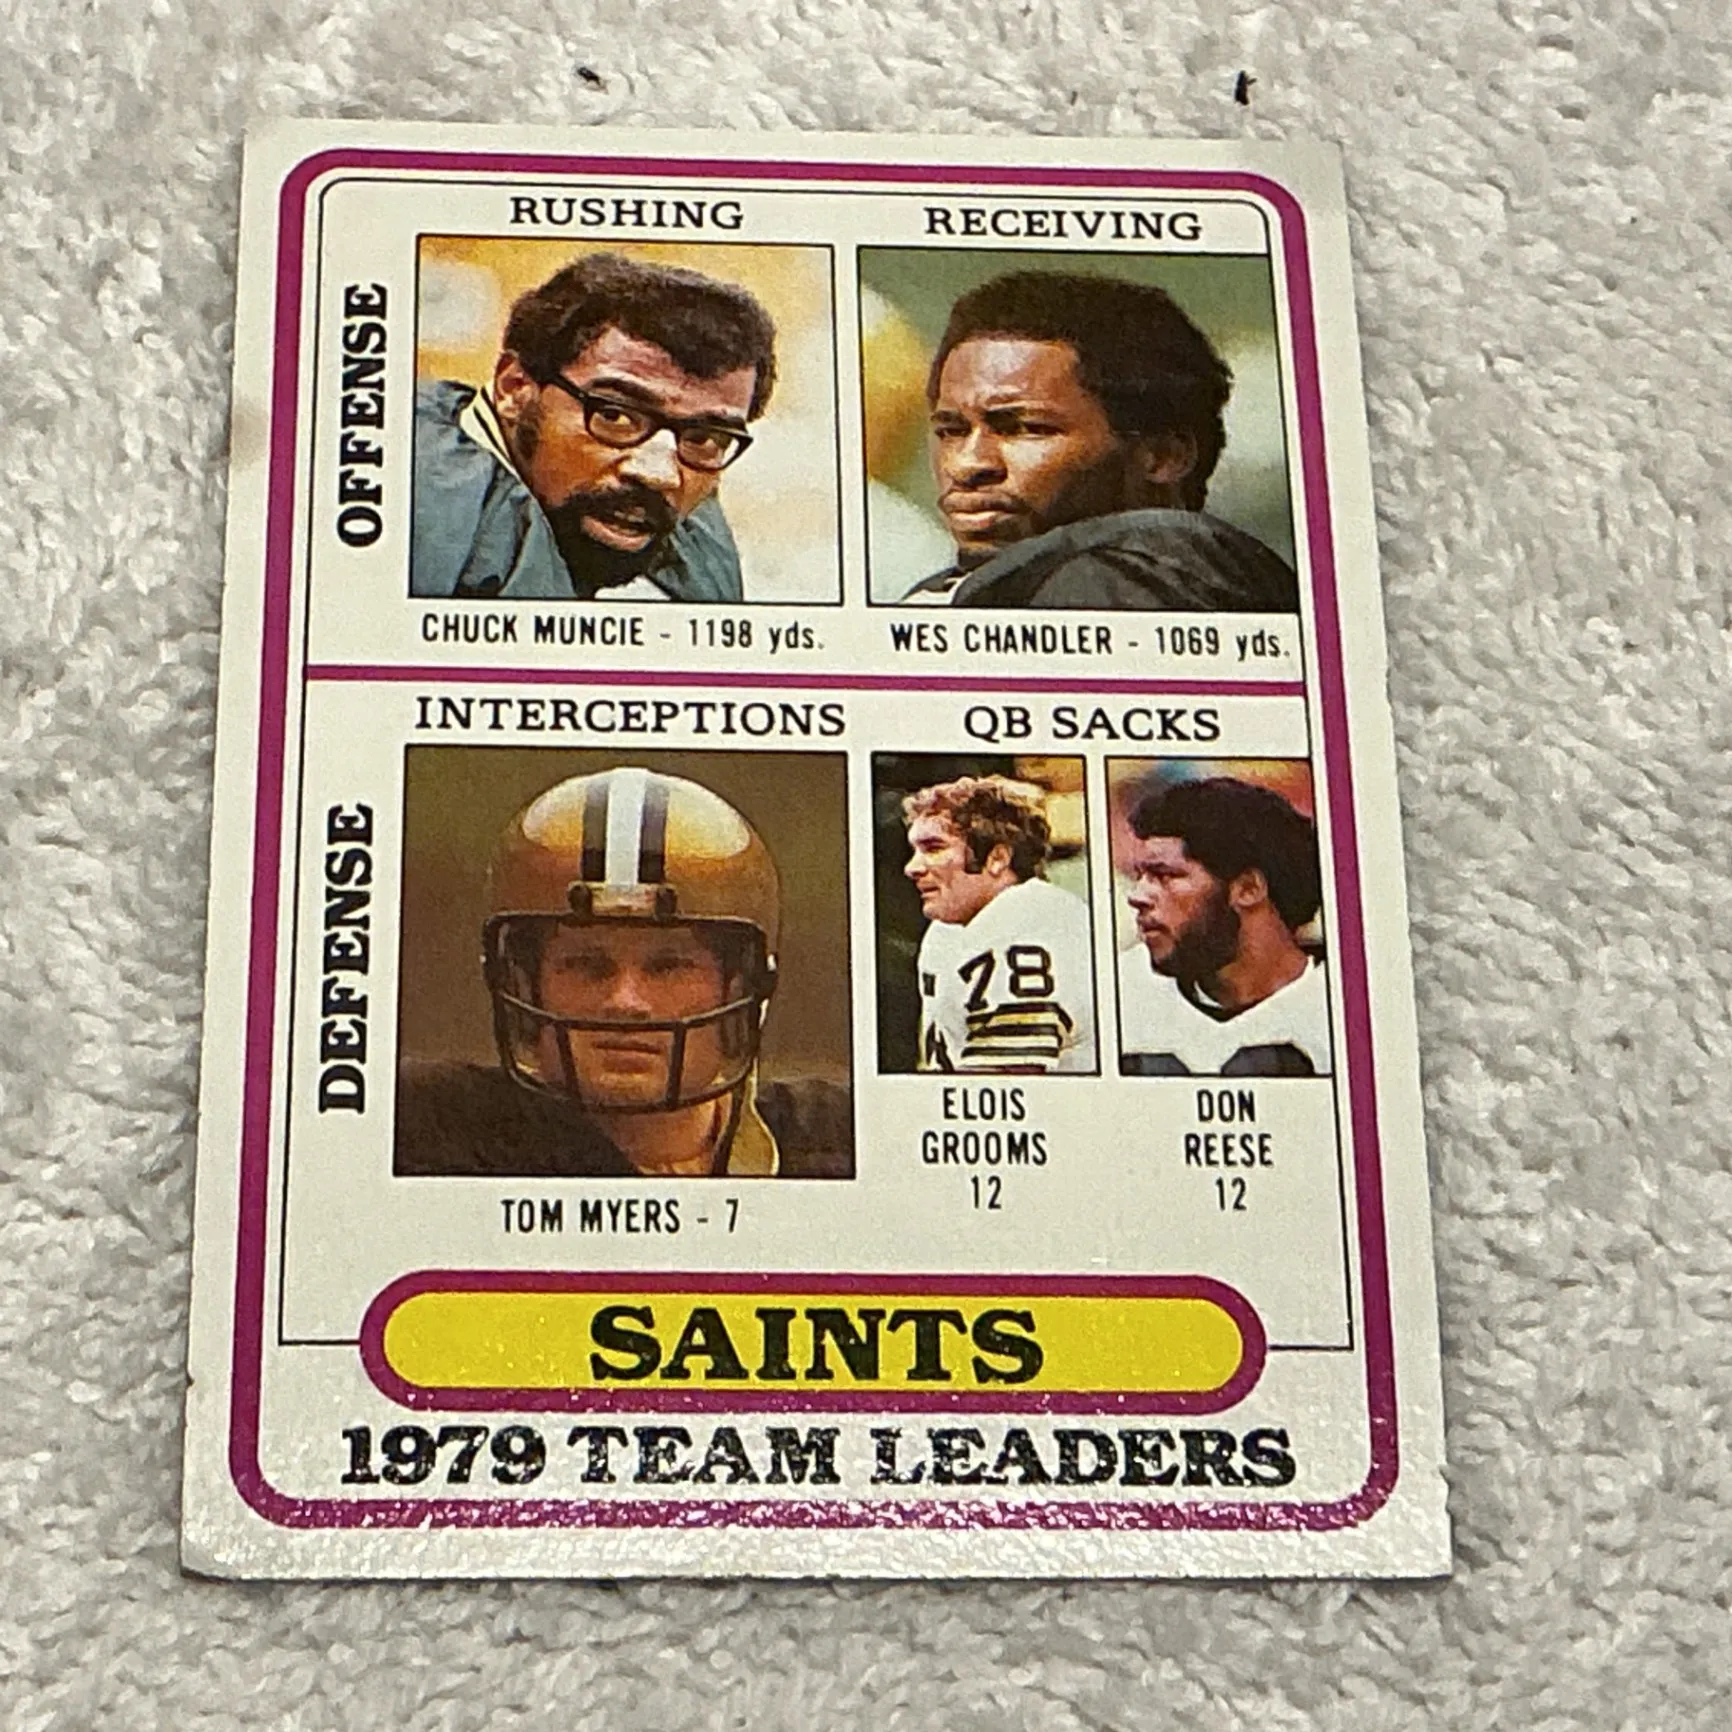 OFFENSE
RUSHING
RECEIVING
CHUCK MUNCIE - 1198 yds.
WES CHANDLER - 1069 yds.
DEFENSE
INTERCEPTIONS
QB SACKS
78
TOM MYERS - 7
ELOIS
GROOMS
12
DON
REESE
12
SAINTS
1979 TEAM LEADERS